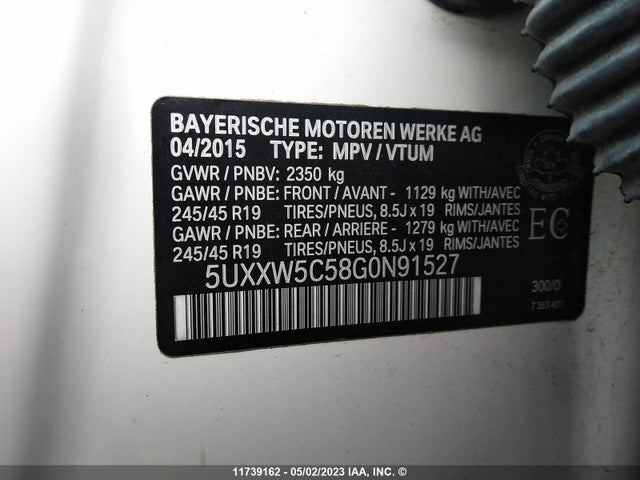 BAYERISCHE MOTOREN WERKE AG
04/2015 TYPE: MPV / VTUM
GVWR / PNBV: 2350 kg
GAWR / PNBE: FRONT / AVANT - 1129 kg WITH/AVEC
245/45 R19 TIRES/PNEUS, 8.5J x 19 RIMS/JANTES
GAWR / PNBE: REAR / ARRIERE - 1279 kg WITH/AVEC
245/45 R19 TIRES/PNEUS, 8.5J x 19 RIMS/JANTES
EC
5UXXW5C58G0N91527
300/0
7 353 401
11739162 - 05/02/2023 IAA, INC. ©